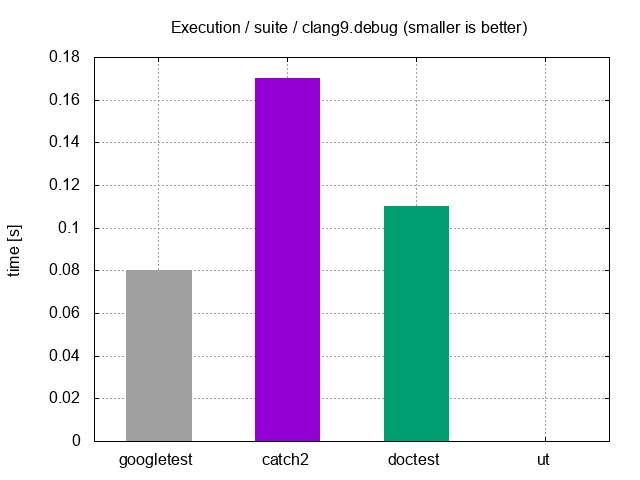 Execution / suite / clang9.debug (smaller is better)
0.18
0.16
0.14
0.12
0.1
0.08
0.06
0.04
0.02
0
time [s]
googletest
catch2
doctest
ut